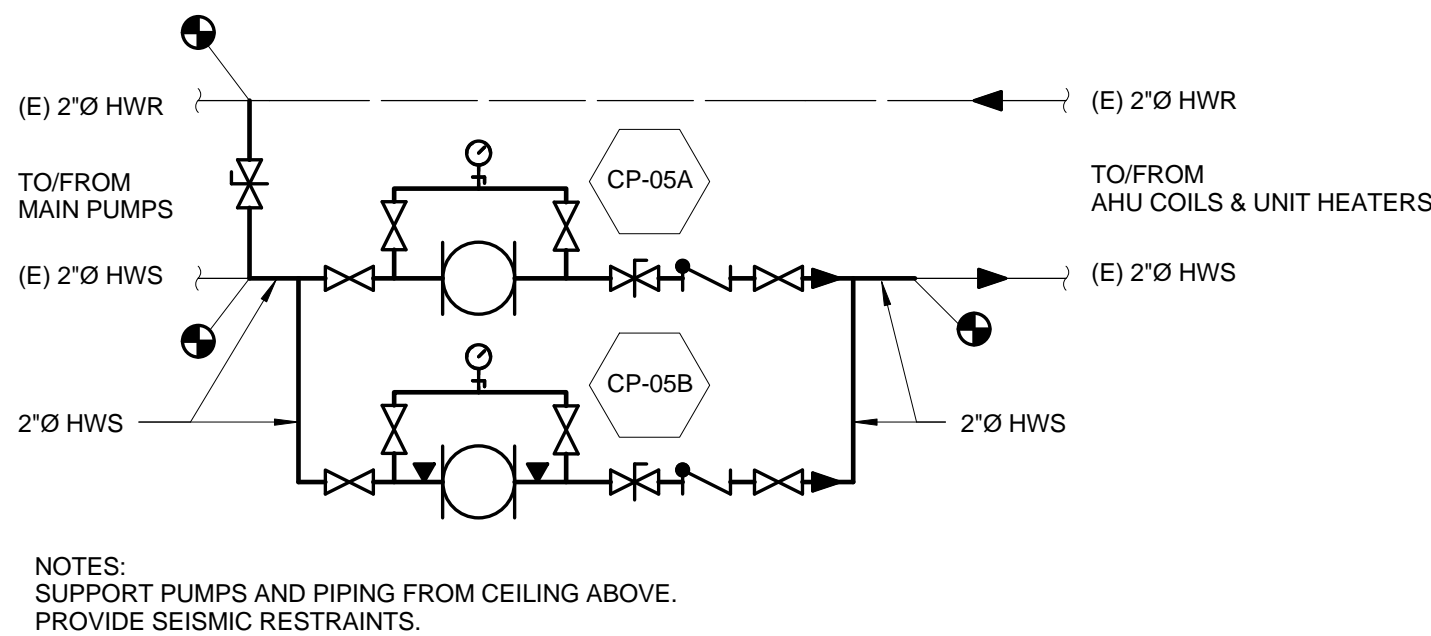 (E) 2"Ø HWR
(E) 2"Ø HWR
TO/FROM
MAIN PUMPS
CP-05A
TO/FROM
AHU COILS & UNIT HEATERS
(E) 2"Ø HWS
(E) 2"Ø HWS
CP-05B
2"Ø HWS
2"Ø HWS
NOTES:
SUPPORT PUMPS AND PIPING FROM CEILING ABOVE.
PROVIDE SEISMIC RESTRAINTS.